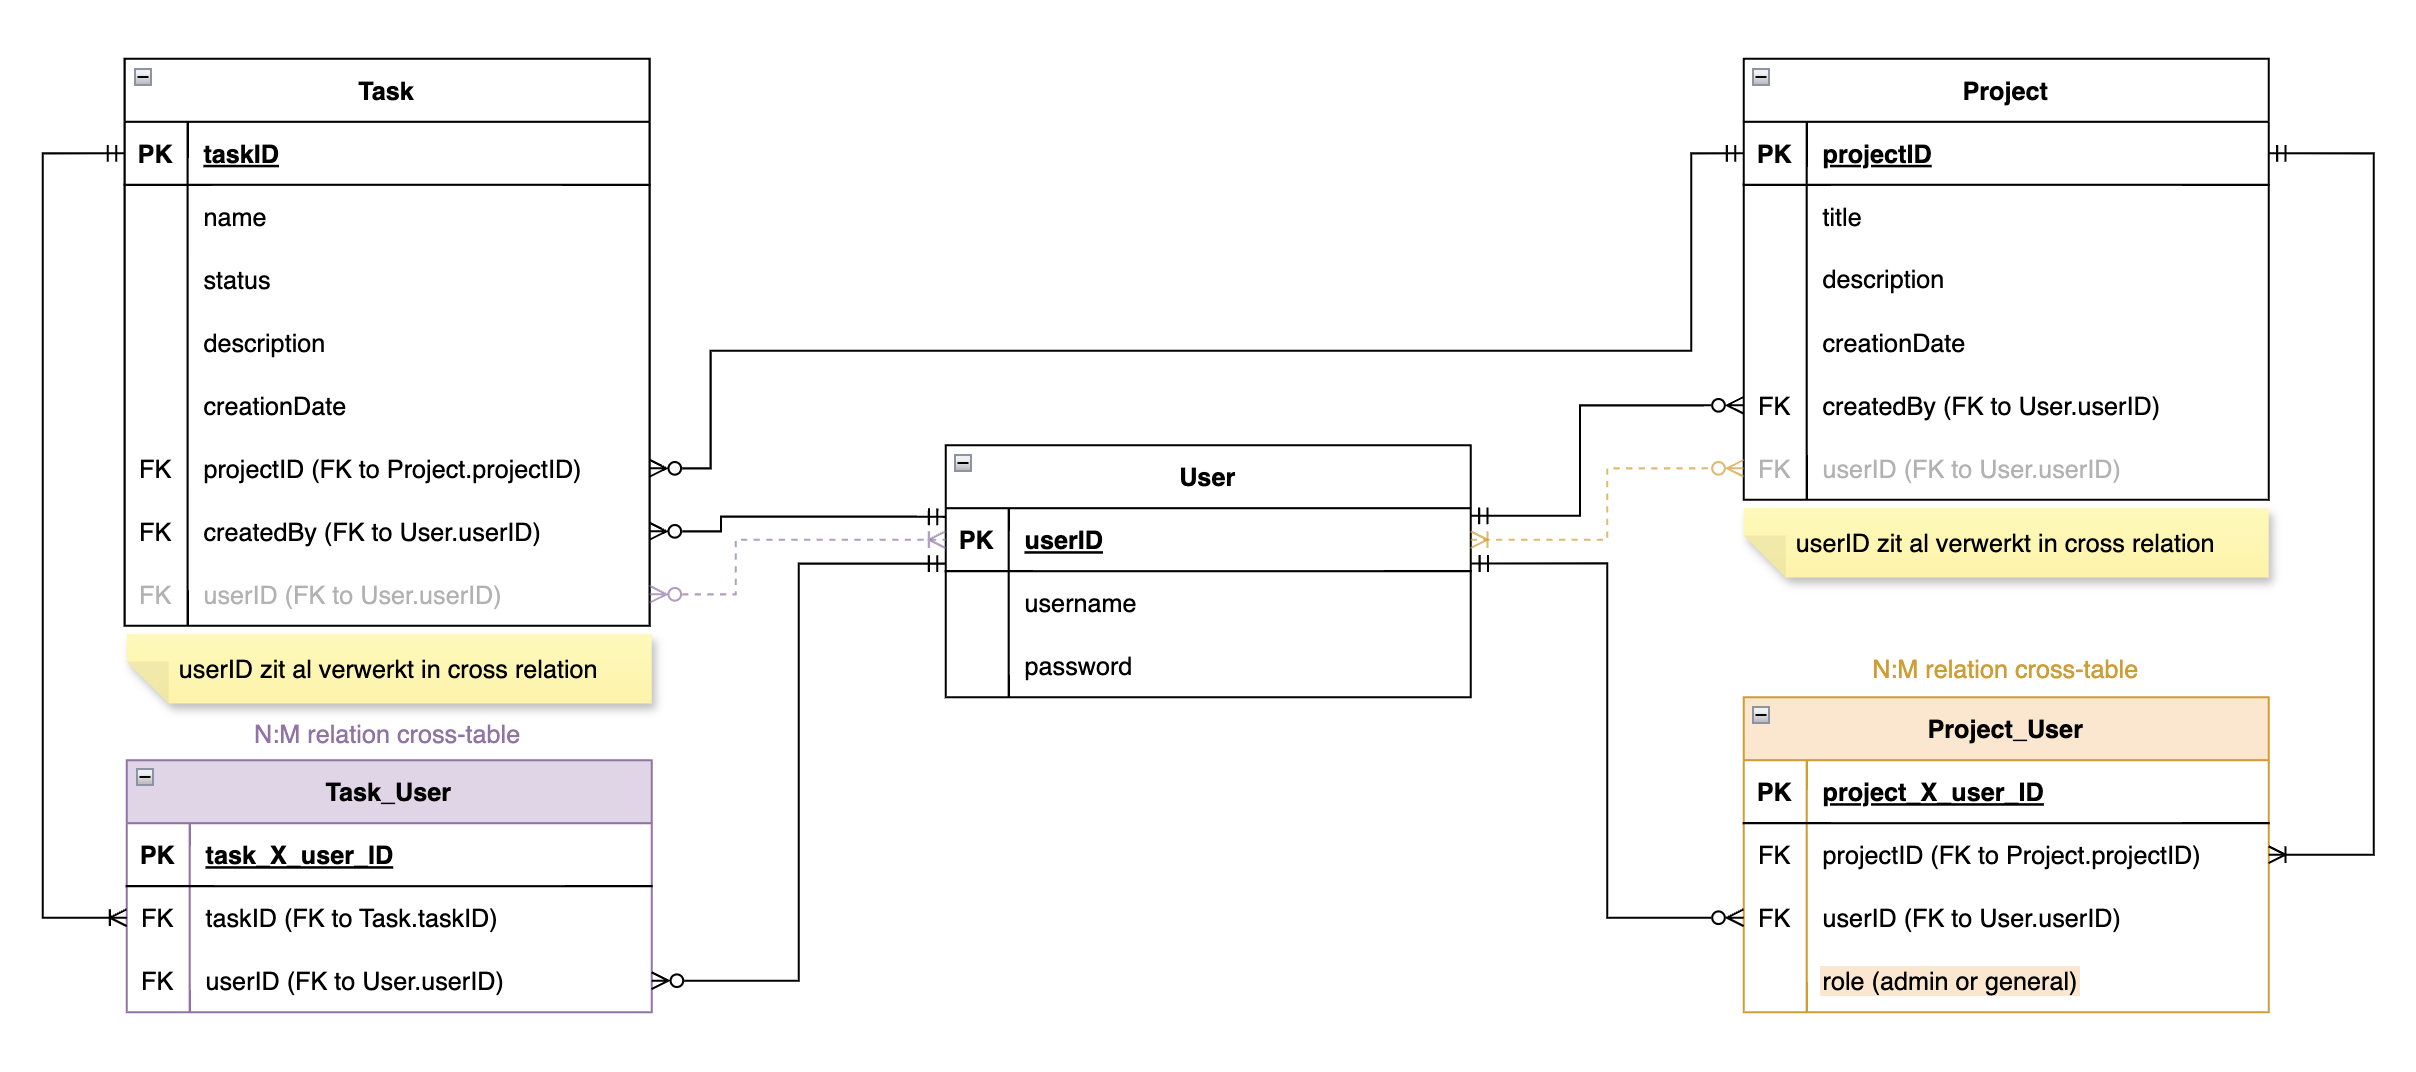 Task
PK taskID
name
status
description
creationDate
FK projectID (FK to Project.projectID)
FK createdBy (FK to User.userID)
FK userID (FK to User.userID)
userID zit al verwerkt in cross relation
N:M relation cross-table
Task_User
PK task_X_user_ID
FK taskID (FK to Task.taskID)
FK userID (FK to User.userID)
User
PK userID
username
password
Project
PK projectID
title
description
creationDate
FK createdBy (FK to User.userID)
FK userID (FK to User.userID)
userID zit al verwerkt in cross relation
N:M relation cross-table
Project_User
PK project_X_user_ID
FK projectID (FK to Project.projectID)
FK userID (FK to User.userID)
role (admin or general)